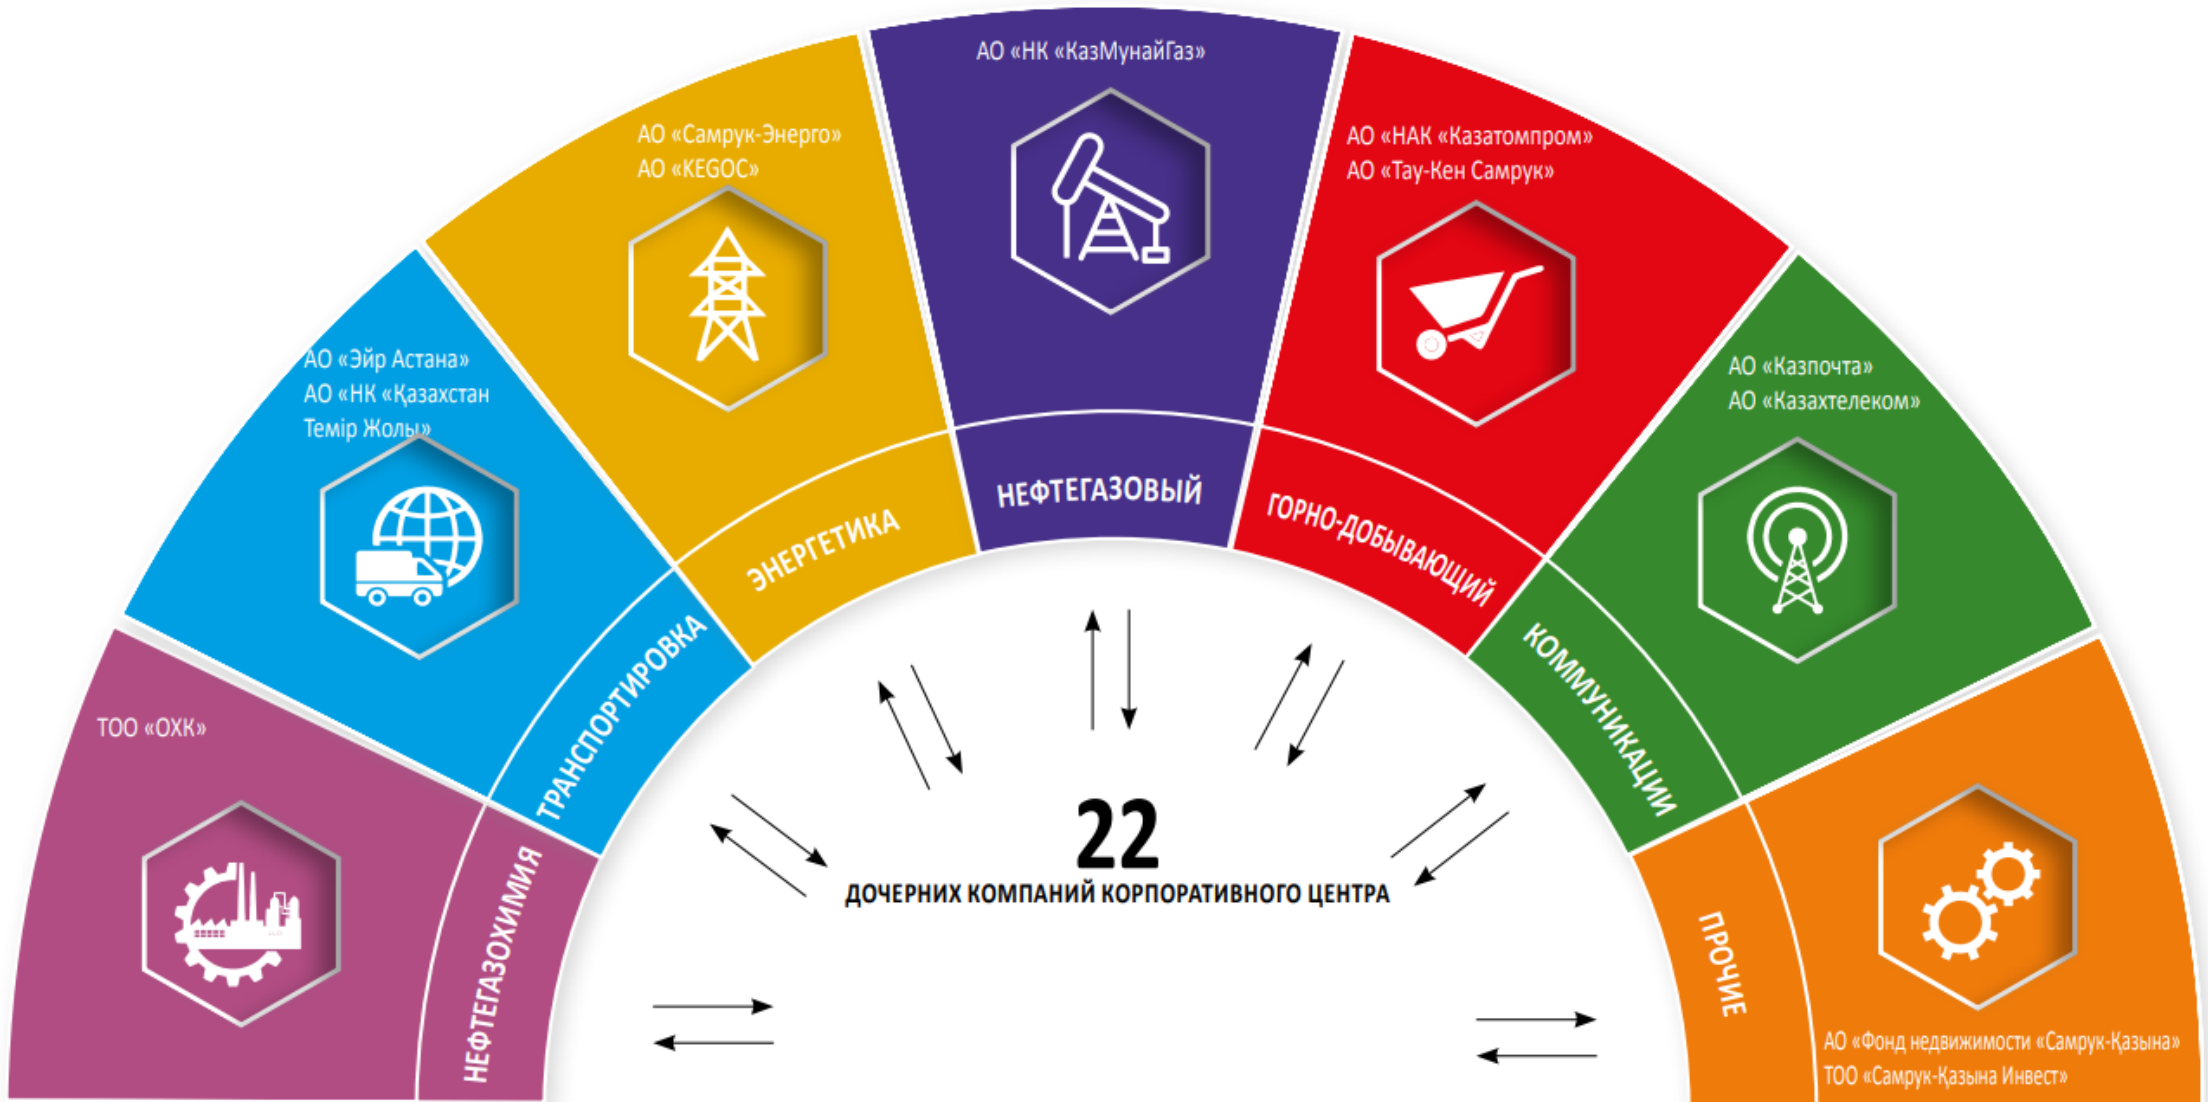 ТОО «ОХК»
НЕФТЕГАЗОХИМИЯ
АО «Эйр Астана»
АО «НК «Қазахстан
Темір Жолы»
ТРАНСПОРТИРОВКА
АО «Самрук-Энерго»
АО «KEGOC»
ЭНЕРГЕТИКА
АО «НК «КазМунайГаз»
НЕФТЕГАЗОВЫЙ
АО «НАК «Казатомпром»
АО «Тау-Кен Самрук»
ГОРНО-ДОБЫВАЮЩИЙ
АО «Казпочта»
АО «Казахтелеком»
КОММУНИКАЦИИ
ПРОЧИЕ
АО «Фонд недвижимости «Самрук-Қазына»
ТОО «Самрук-Қазына Инвест»
22
ДОЧЕРНИХ КОМПАНИЙ КОРПОРАТИВНОГО ЦЕНТРА